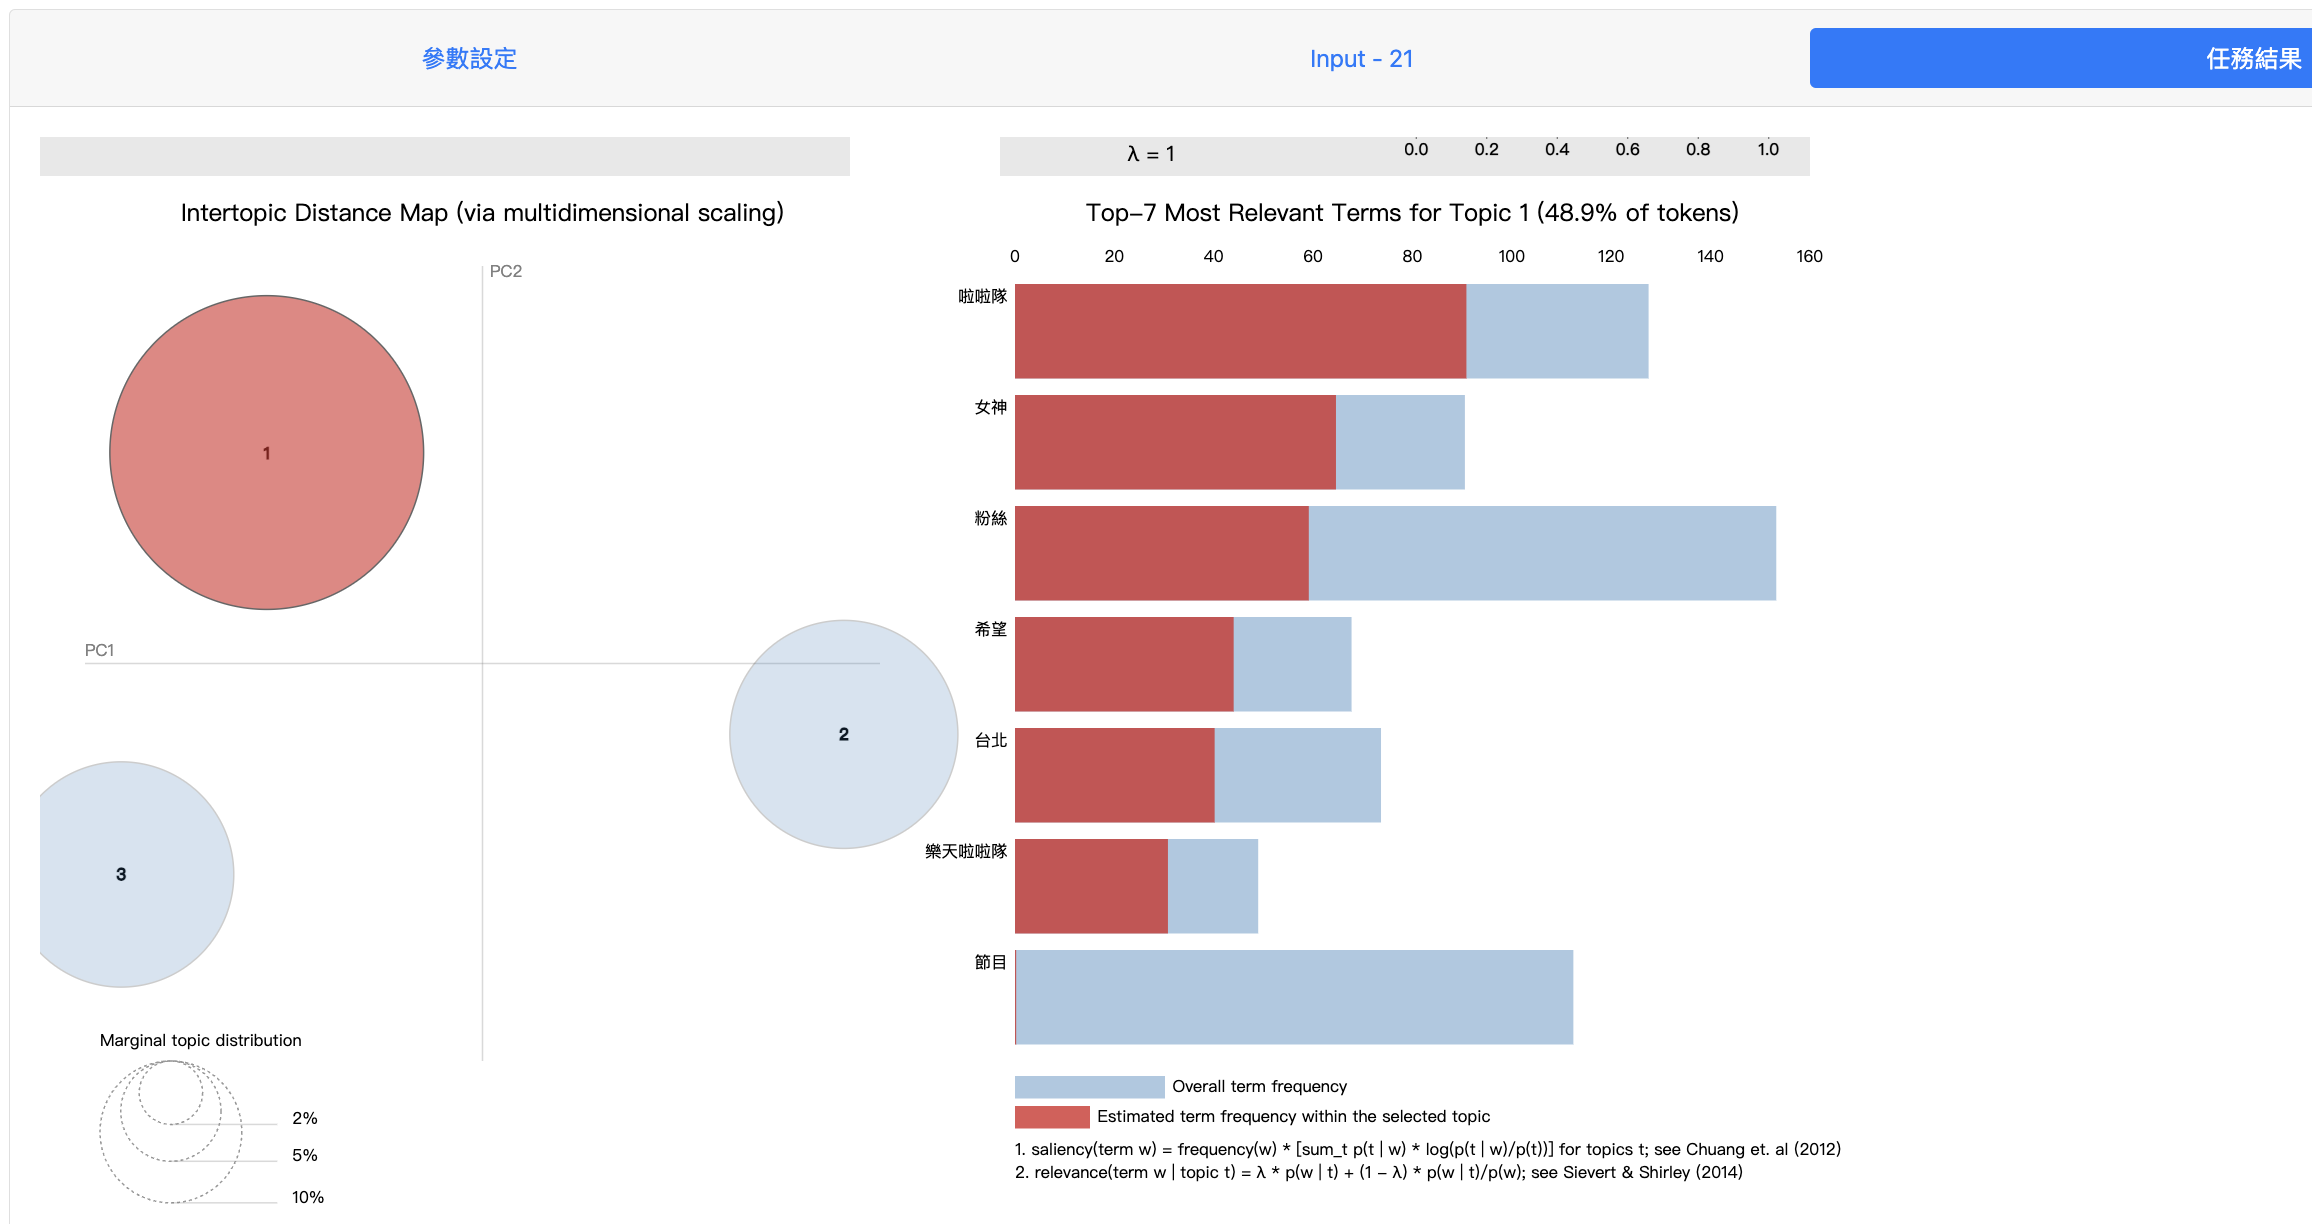 參數設定
Input - 21
任務結果
λ = 1
0.0 0.2 0.4 0.6 0.8 1.0
Intertopic Distance Map (via multidimensional scaling)
PC2
1
PC1
2
3
Marginal topic distribution
2%
5%
10%
Top-7 Most Relevant Terms for Topic 1 (48.9% of tokens)
0 20 40 60 80 100 120 140 160
啦啦隊
女神
粉絲
希望
台北
樂天啦啦隊
節目
Overall term frequency
Estimated term frequency within the selected topic
1. saliency(term w) = frequency(w) * [sum_t p(t | w) * log(p(t | w)/p(t))] for topics t; see Chuang et. al (2012)
2. relevance(term w | topic t) = λ * p(w | t) + (1 - λ) * p(w | t)/p(w); see Sievert & Shirley (2014)